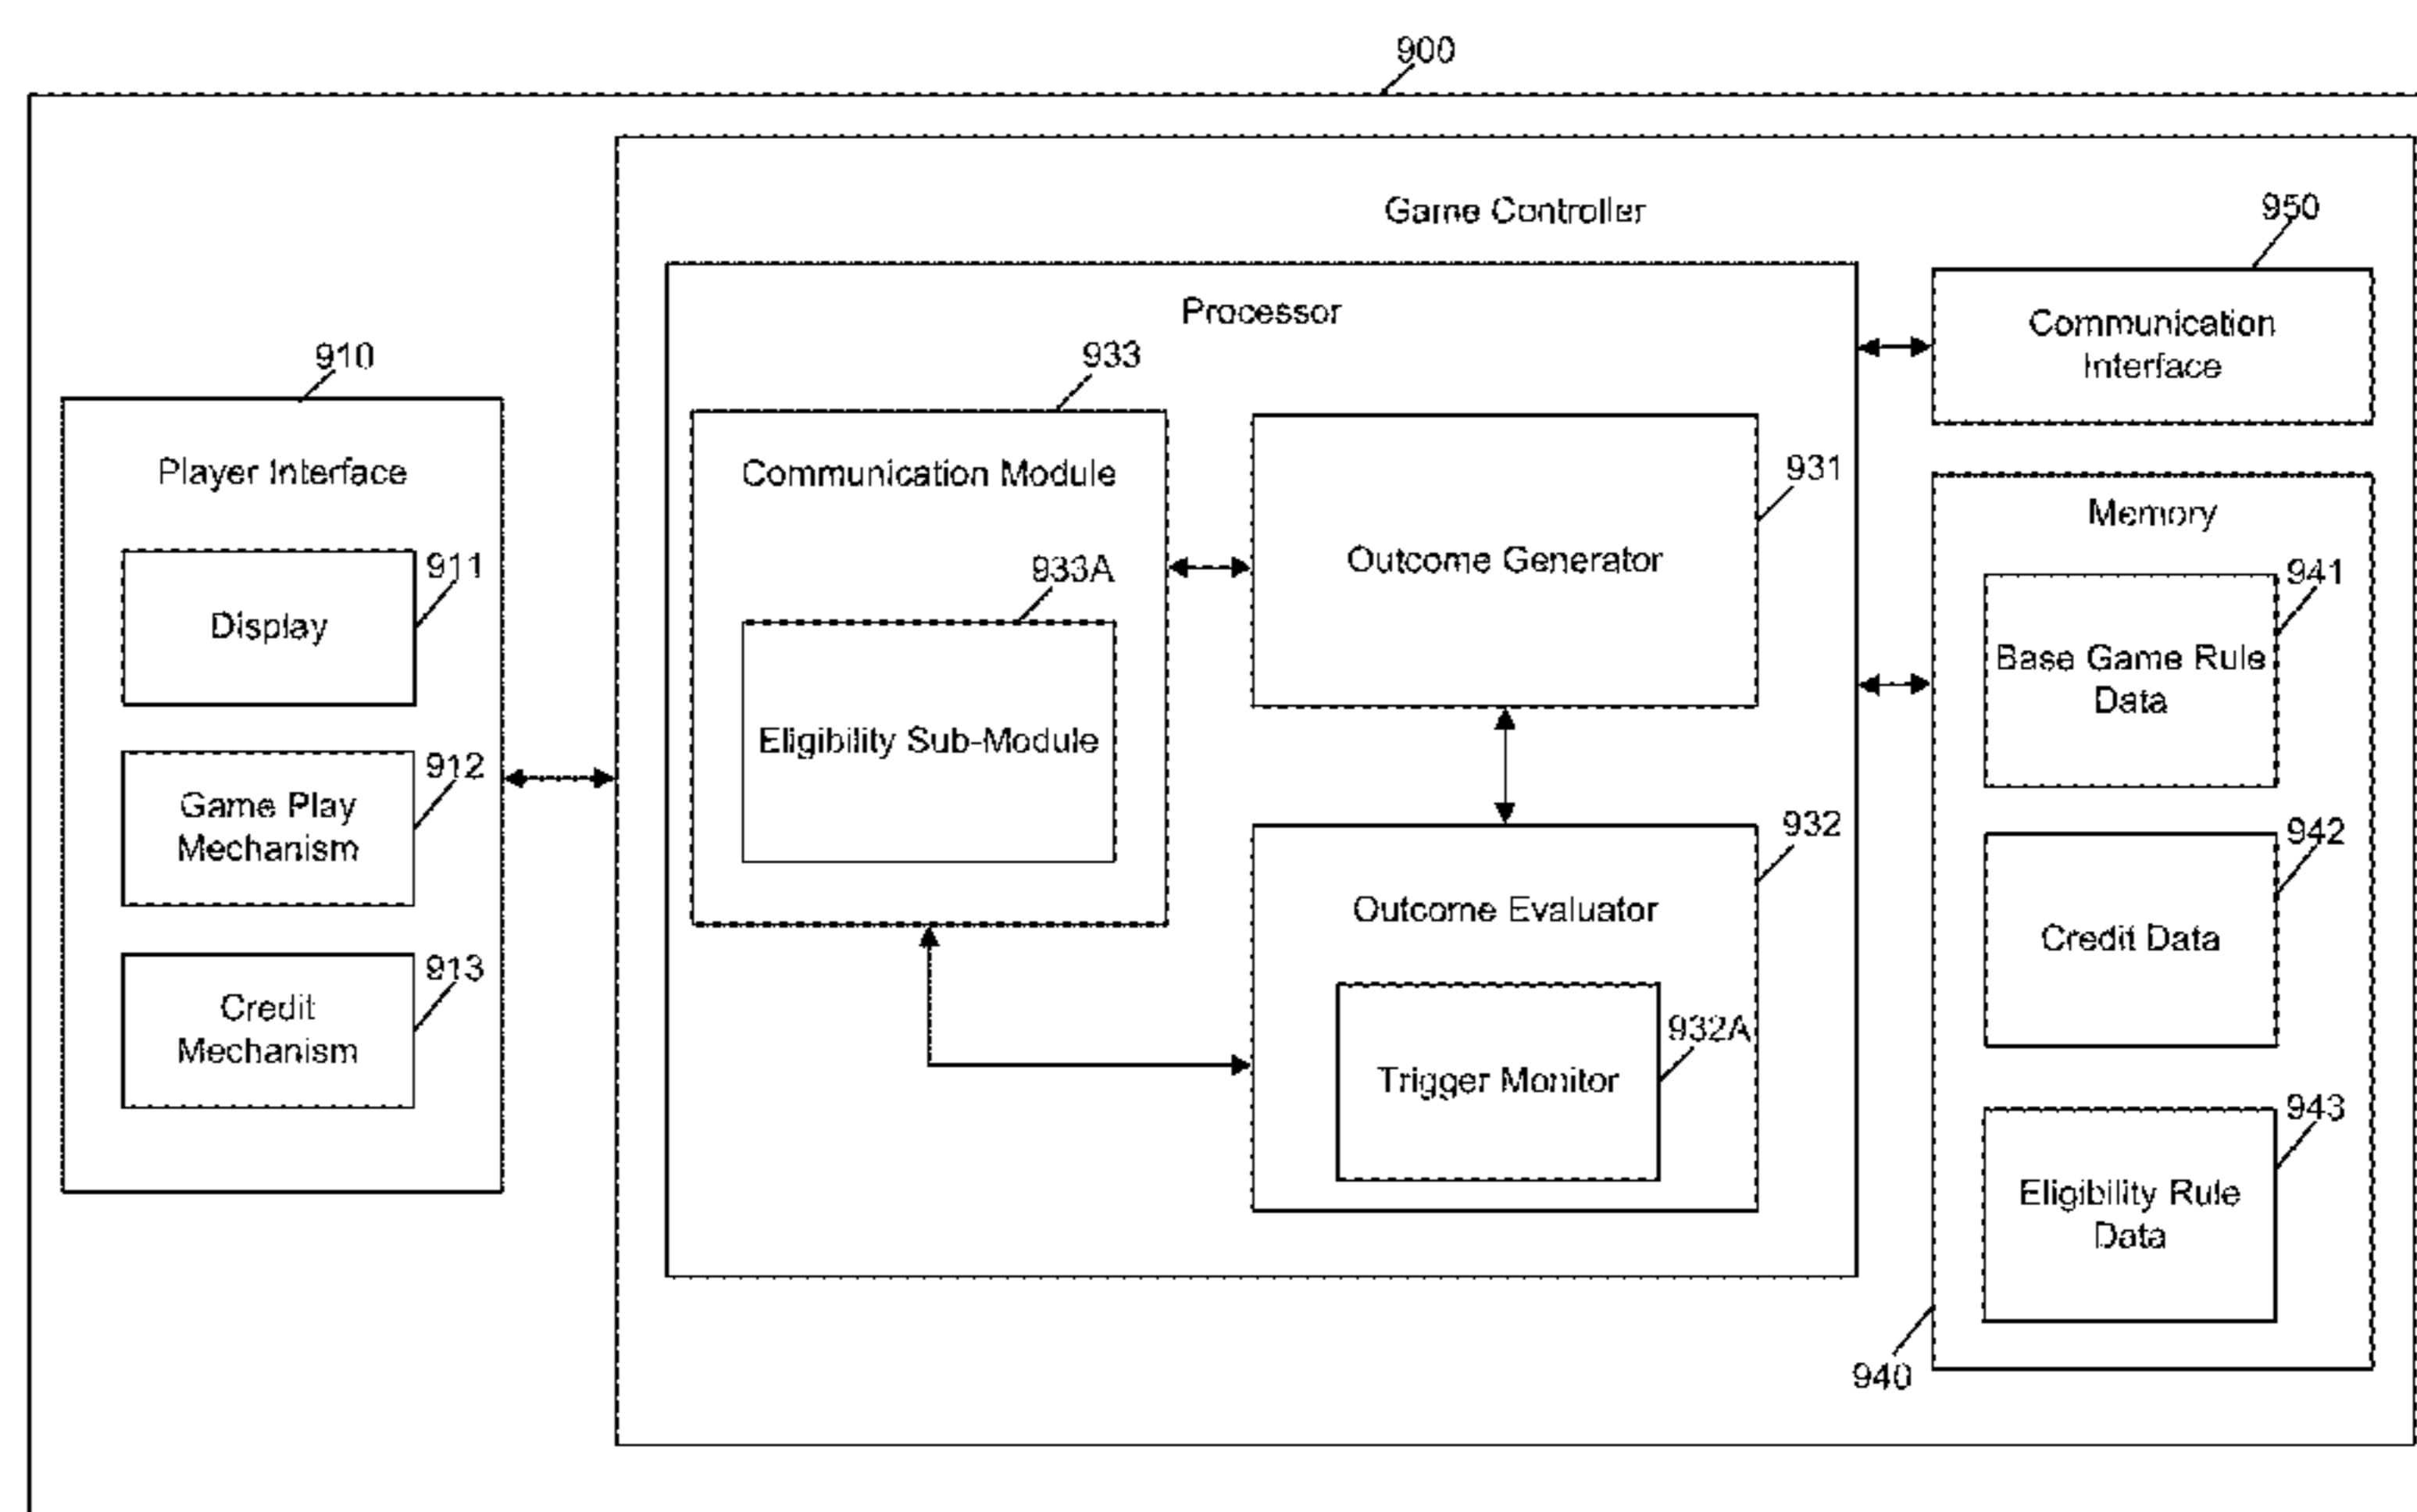 900
Game Controller
950
Communication
Interface
Processor
910
Player Interface
911
Display
912
Game Play
Mechanism
913
Credit
Mechanism
933
Communication Module
933A
Eligibility Sub-Module
931
Outcome Generator
932
Outcome Evaluator
932A
Trigger Monitor
Memory
941
Base Game Rule
Data
942
Credit Data
943
Eligibility Rule
Data
940